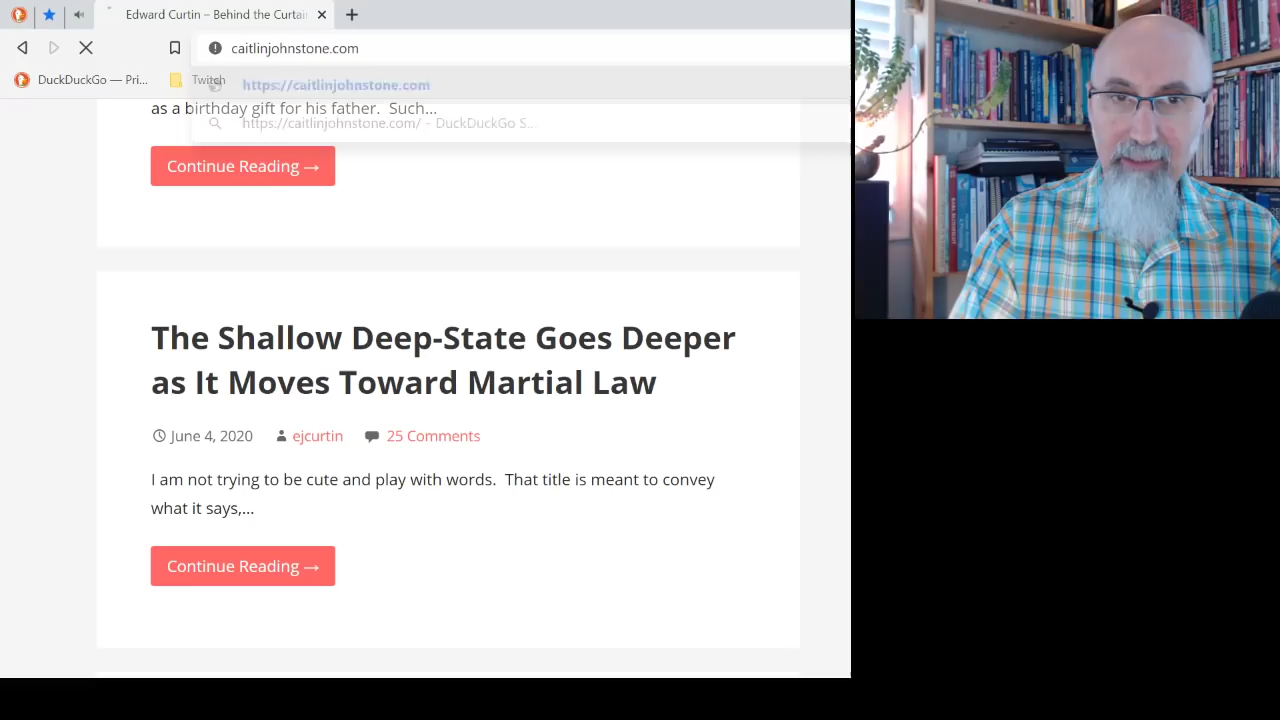 Edward Curtin – Behind the Curtai
caitlinjohnstone.com
DuckDuckGo — Pri...
Twitch
https://caitlinjohnstone.com
as a birthday gift for his father. Such...
https://caitlinjohnstone.com/ - DuckDuckGo S...
Continue Reading →
The Shallow Deep-State Goes Deeper
as It Moves Toward Martial Law
June 4, 2020
ejcurtin
25 Comments
I am not trying to be cute and play with words. That title is meant to convey
what it says,...
Continue Reading →